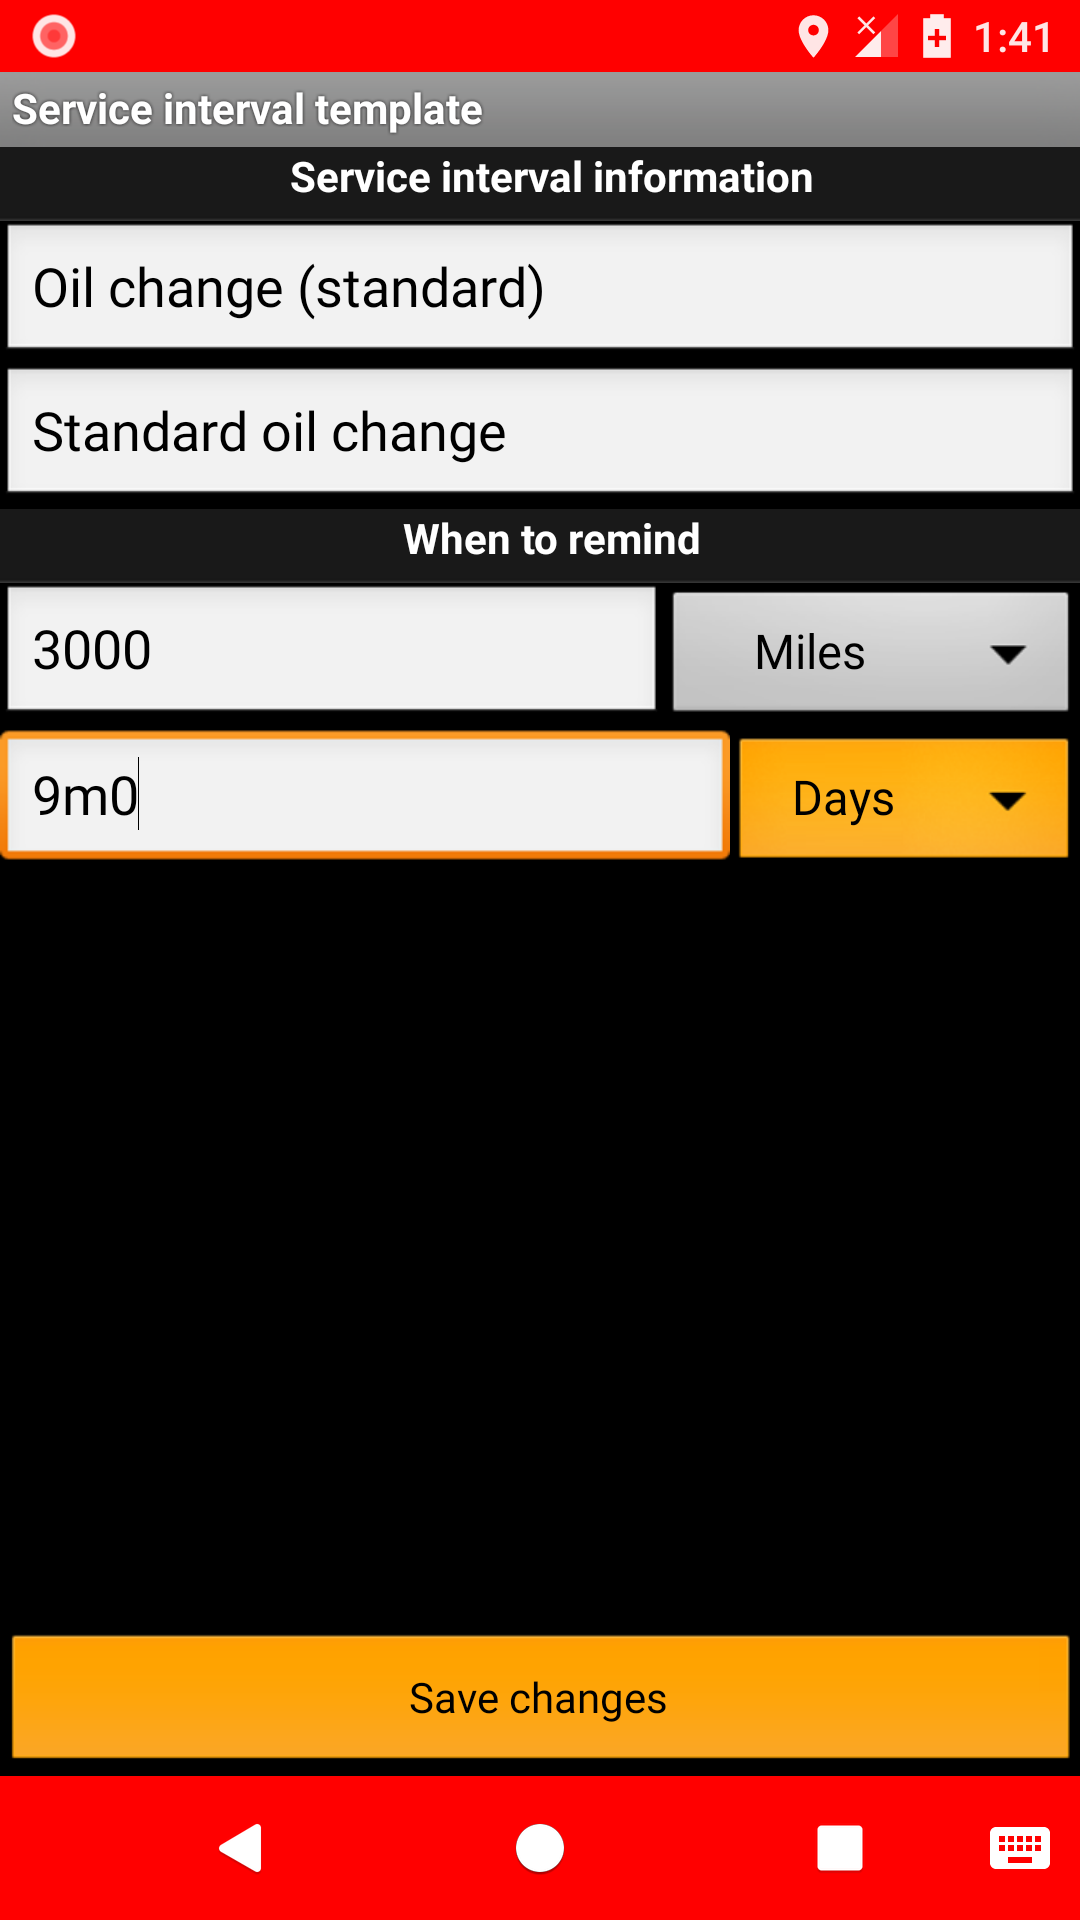 1:41
Service interval template
Service interval information
Oil change (standard)
Standard oil change
When to remind
3000
Miles
9m0
Days
Save changes